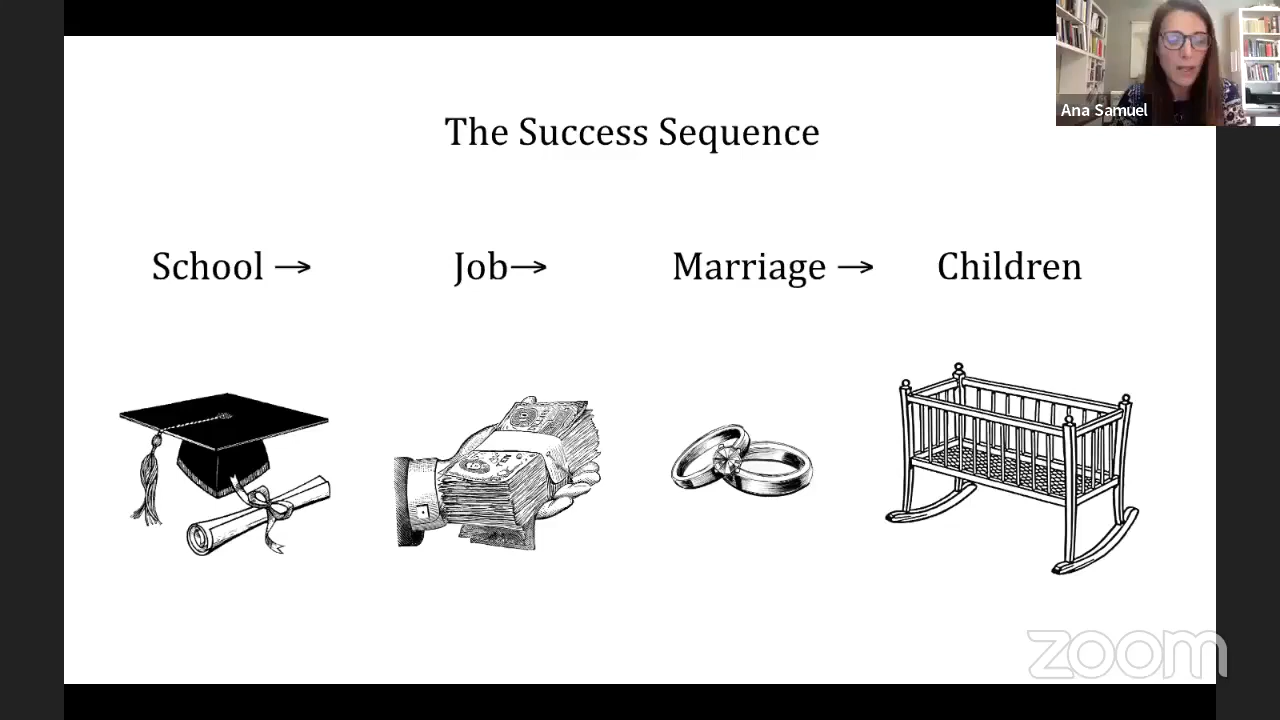 Ana Samuel
The Success Sequence
School → Job→ Marriage → Children
zoom